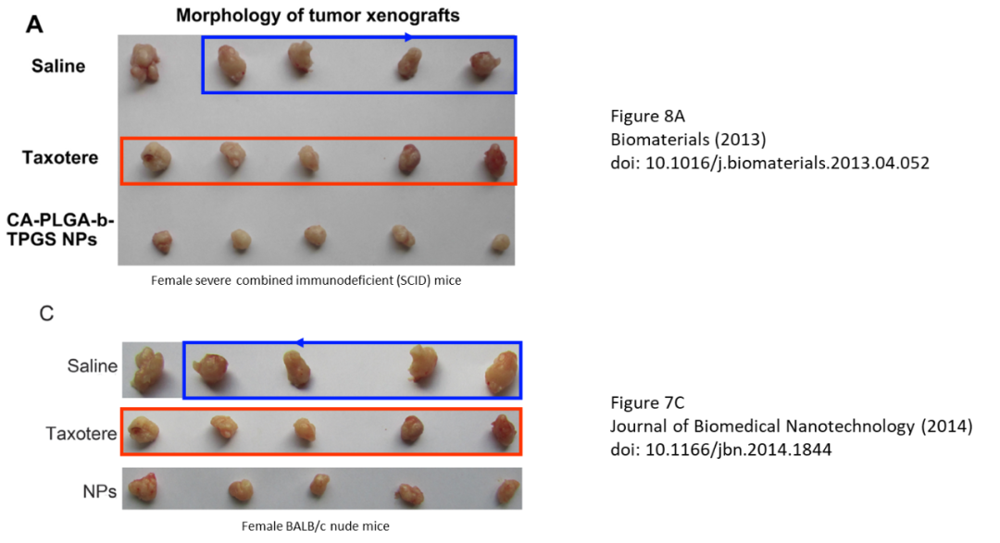 Morphology of tumor xenografts
A
Saline
Taxotere
CA-PLGA-b-
TPGS NPs
Female severe combined immunodeficient (SCID) mice
Figure 8A
Biomaterials (2013)
doi: 10.1016/j.biomaterials.2013.04.052
C
Saline
Taxotere
NPs
Female BALB/c nude mice
Figure 7C
Journal of Biomedical Nanotechnology (2014)
doi: 10.1166/jbn.2014.1844